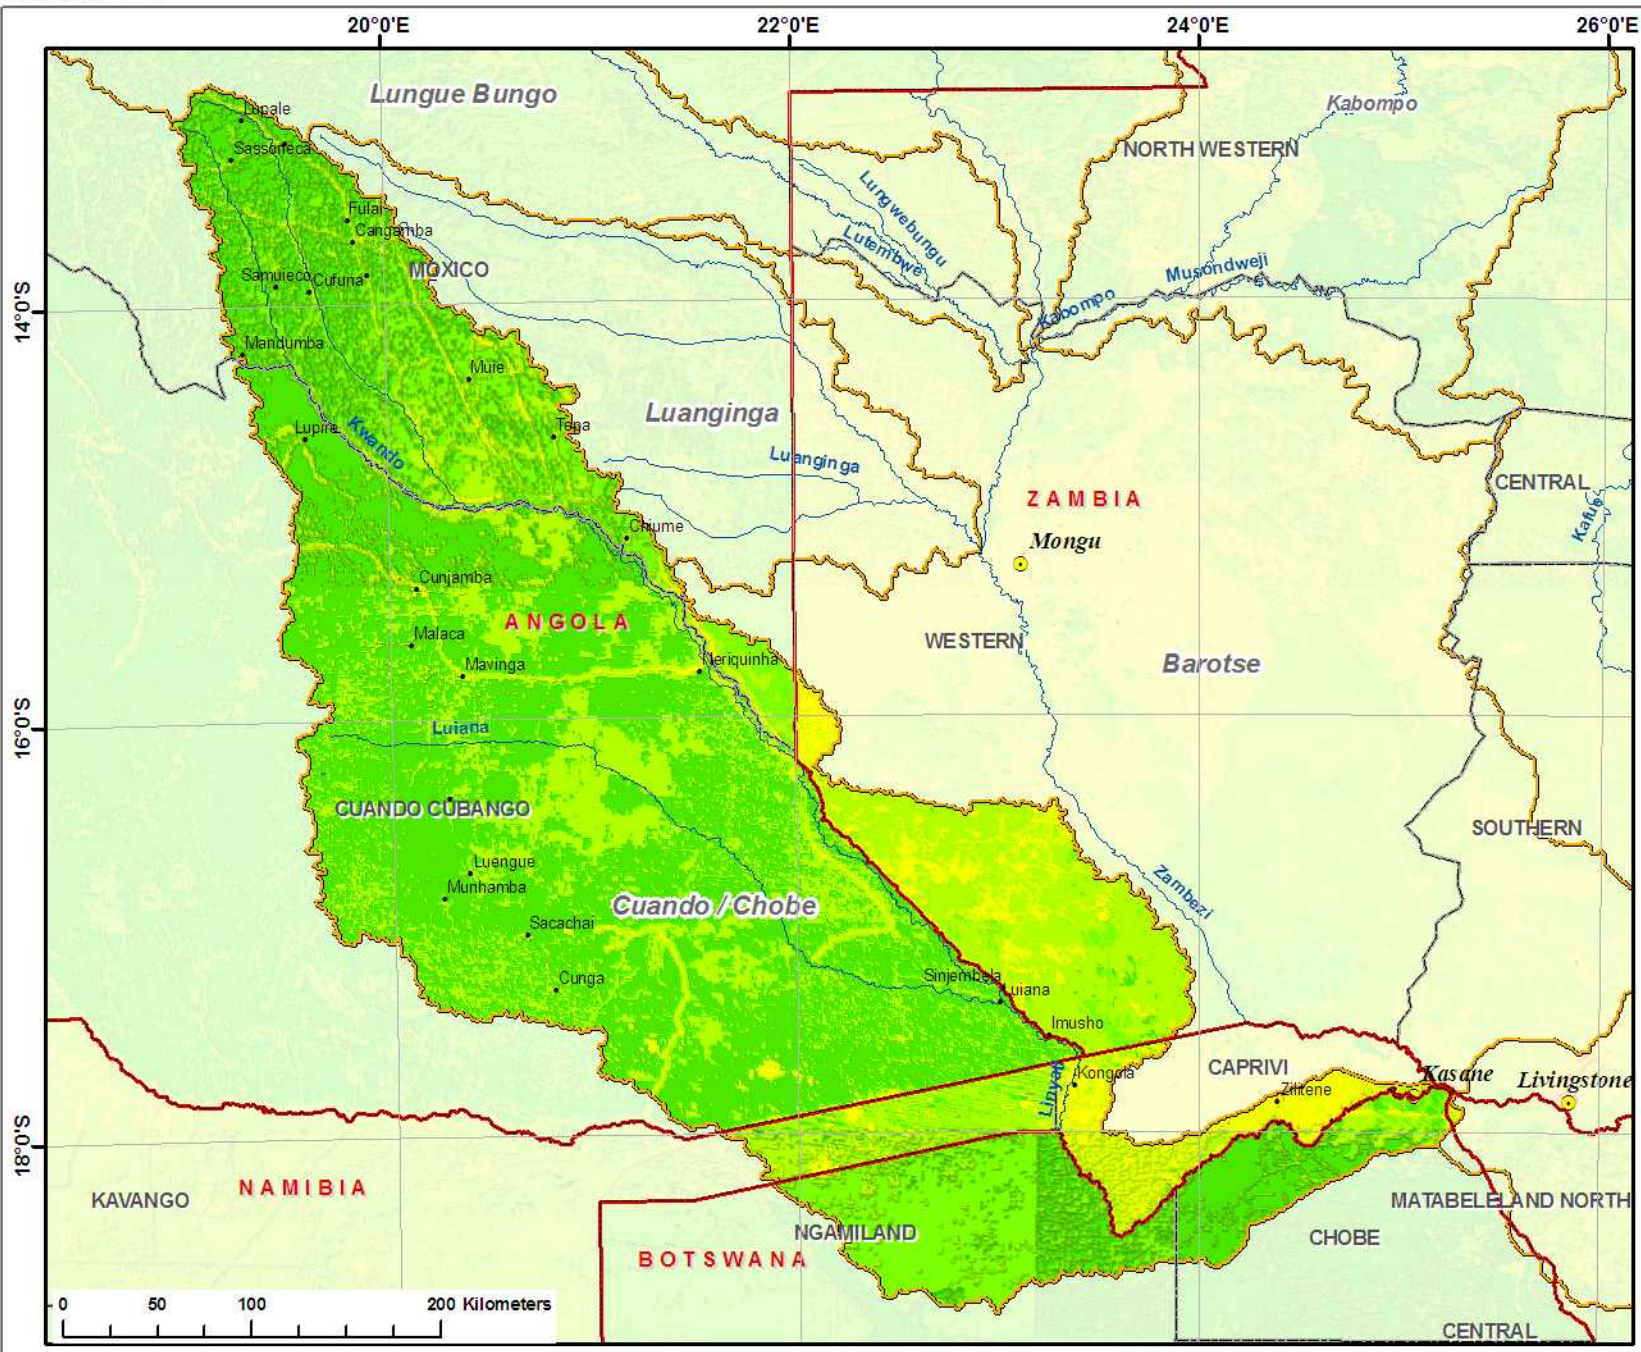 20°0'E 22°0'E 24°0'E 26°0'E
Lungue Bungo
Kabompo
Lupale
Sassoneca
NORTH WESTERN
Lungwebungu
Fulai
Cangamba
Lutembwe
MOXICO
Samuieco
Cufuna
Musondweji
14°0'S
Kabompo
Mandumba
Muie
Luanginga
Lupire
Tepa
Kwando
Luanginga
CENTRAL
ZAMBIA
Kafue
Chiume
Mongu
Cunjamba
ANGOLA
Malaca
WESTERN
Mavinga
Neriquinha
Barotse
16°0'S
Luiana
CUANDO CUBANGO
SOUTHERN
Luengue
Munhamba
Zambezi
Cuando / Chobe
Sacachai
Cunga
Sinjembela
Luiana
Imusho
CAPRIVI
Kongola
Kasane
Livingstone
Zilitene
18°0'S
NAMIBIA
KAVANGO
MATABELELAND NORTH
NGAMILAND
CHOBE
BOTSWANA
0 50 100 200 Kilometers
CENTRAL